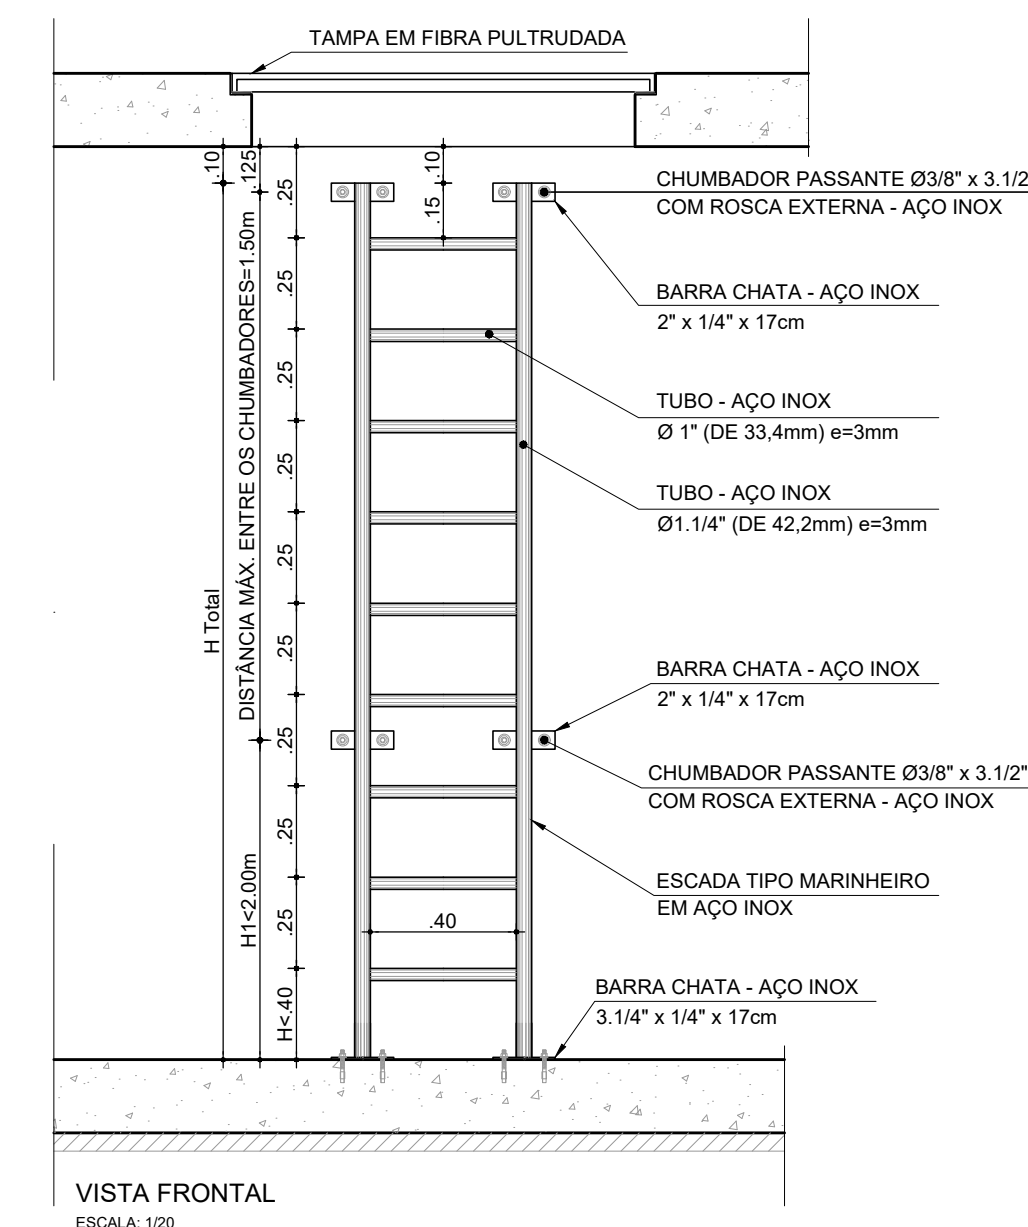 TAMPA EM FIBRA PULTRUDADA
.10
.125
.25
.10
.15
CHUMBADOR PASSANTE Ø3/8" x 3.1/2
COM ROSCA EXTERNA - AÇO INOX
BARRA CHATA - AÇO INOX
2" x 1/4" x 17cm
TUBO - AÇO INOX
Ø 1" (DE 33,4mm) e=3mm
TUBO - AÇO INOX
Ø1.1/4" (DE 42,2mm) e=3mm
H Total
DISTÂNCIA MÁX. ENTRE OS CHUMBADORES=1.50m
.25
.25
.25
.25
.25
.25
.25
.25
BARRA CHATA - AÇO INOX
2" x 1/4" x 17cm
CHUMBADOR PASSANTE Ø3/8" x 3.1/2"
COM ROSCA EXTERNA - AÇO INOX
H1<2.00m
ESCADA TIPO MARINHEIRO
EM AÇO INOX
.40
H<.40
BARRA CHATA - AÇO INOX
3.1/4" x 1/4" x 17cm
VISTA FRONTAL
ESCALA: 1/20